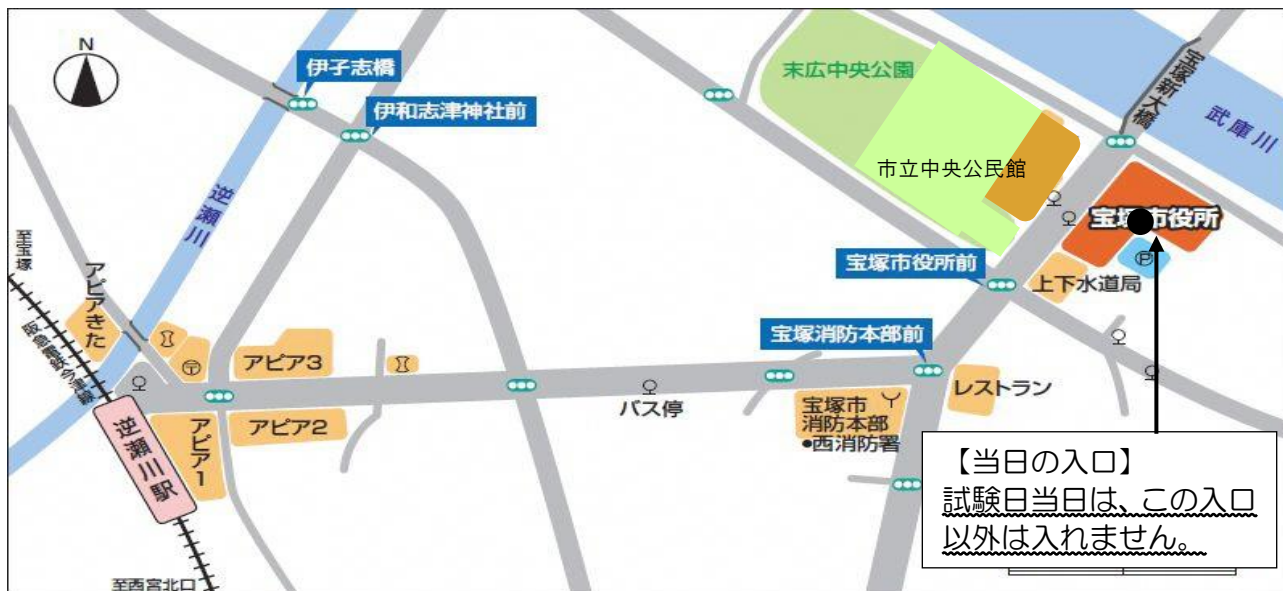 N
伊子志橋
伊和志津神社前
末広中央公園
宝塚新大橋
武庫川
市立中央公民館
逆瀬川
宝塚市役所
P
至宝塚
アピアきた
宝塚市役所前
上下水道局
阪急電鉄今津線
宝塚消防本部前
アピア3
バス停
レストラン
宝塚市
消防本部
•西消防署
アピア2
アピア1
逆瀬川駅
【当日の入口】
試験日当日は、この入口
以外は入れません。
至西宮北口